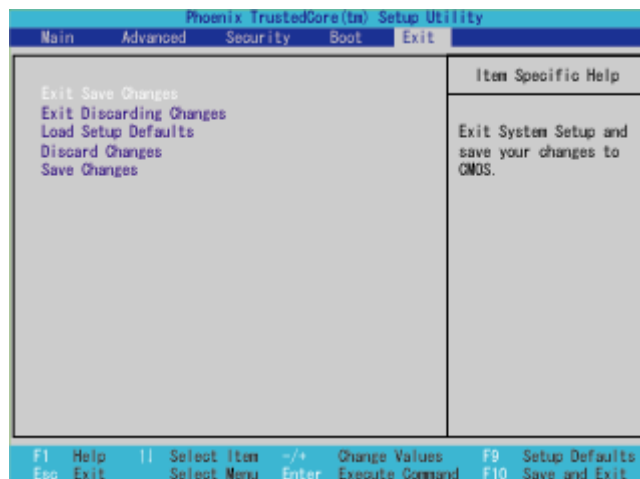 Phoenix TrustedCore(tm) Setup Utility
Main Advanced Security Boot Exit
Item Specific Help
Exit Save Changes
Exit Discarding Changes
Load Setup Defaults
Discard Changes
Save Changes
Exit System Setup and
save your changes to
CMOS.
F1 Help ↑↓ Select Item -/+ Change Values F9 Setup Defaults
Esc Exit Select Menu Enter Execute Command F10 Save and Exit